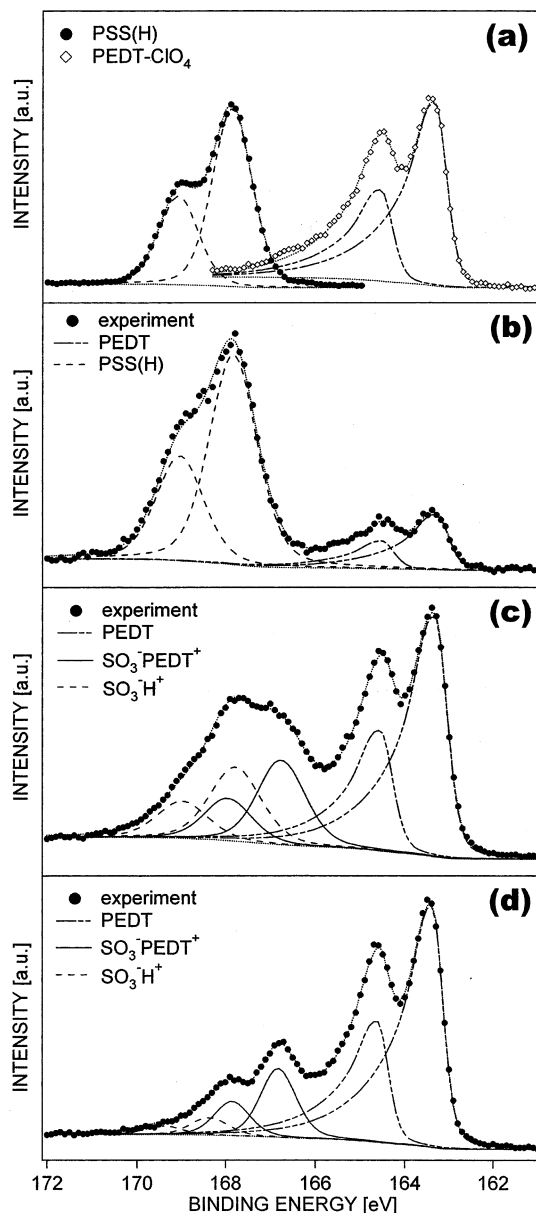 (a)
● PSS(H)
◇ PEDT-ClO₄
INTENSITY [a.u.]
(b)
● experiment
PEDT
PSS(H)
INTENSITY [a.u.]
(c)
● experiment
PEDT
SO₃⁻PEDT⁺
SO₃⁻H⁺
INTENSITY [a.u.]
(d)
● experiment
PEDT
SO₃⁻PEDT⁺
SO₃⁻H⁺
INTENSITY [a.u.]
172 170 168 166 164 162
BINDING ENERGY [eV]